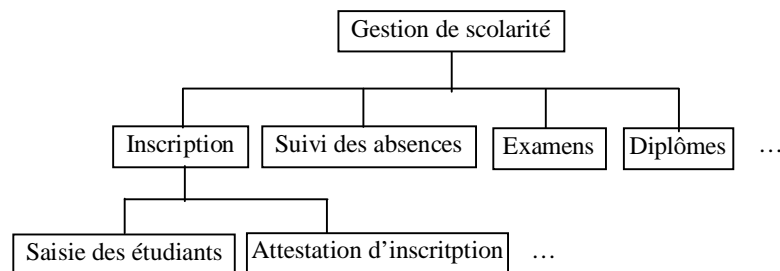 Gestion de scolarité
Inscription
Suivi des absences
Examens
Diplômes
…
Saisie des étudiants
Attestation d’inscritption
…